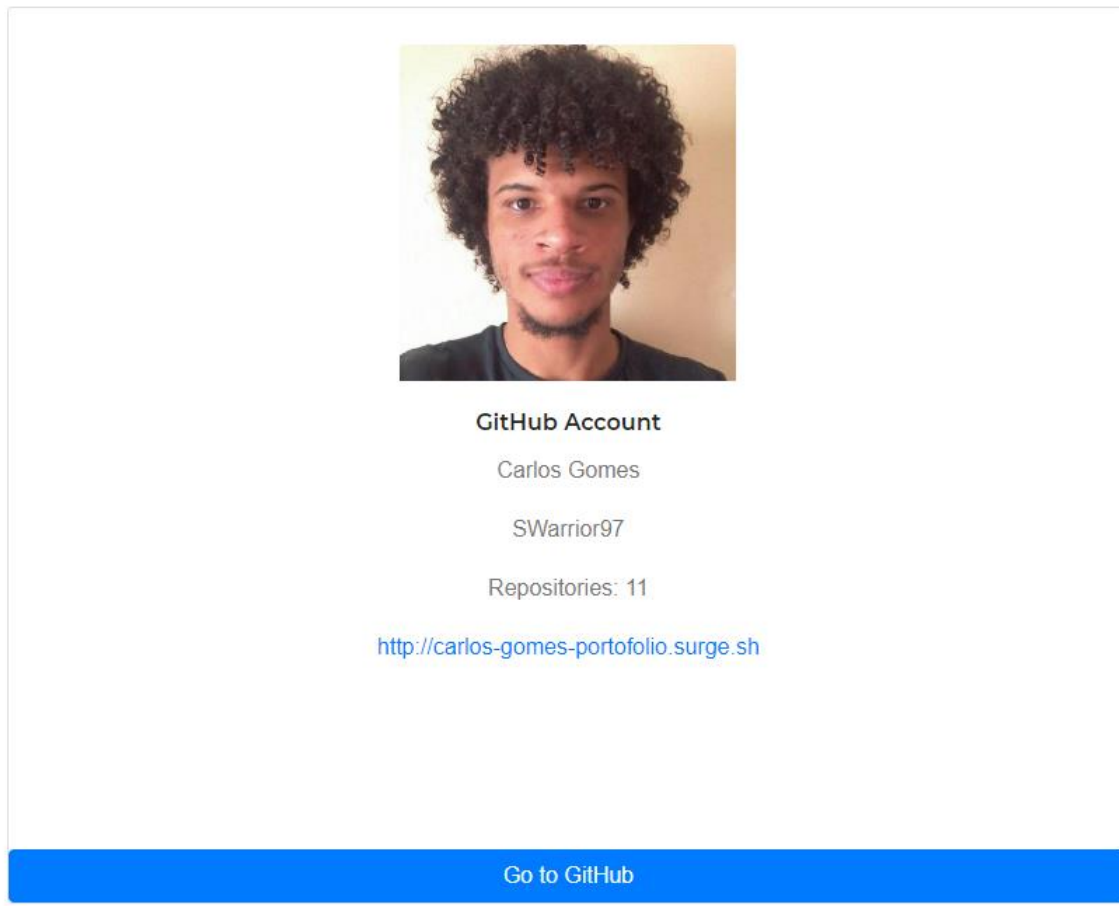 GitHub Account
Carlos Gomes
SWarrior97
Repositories: 11
http://carlos-gomes-portofolio.surge.sh
Go to GitHub